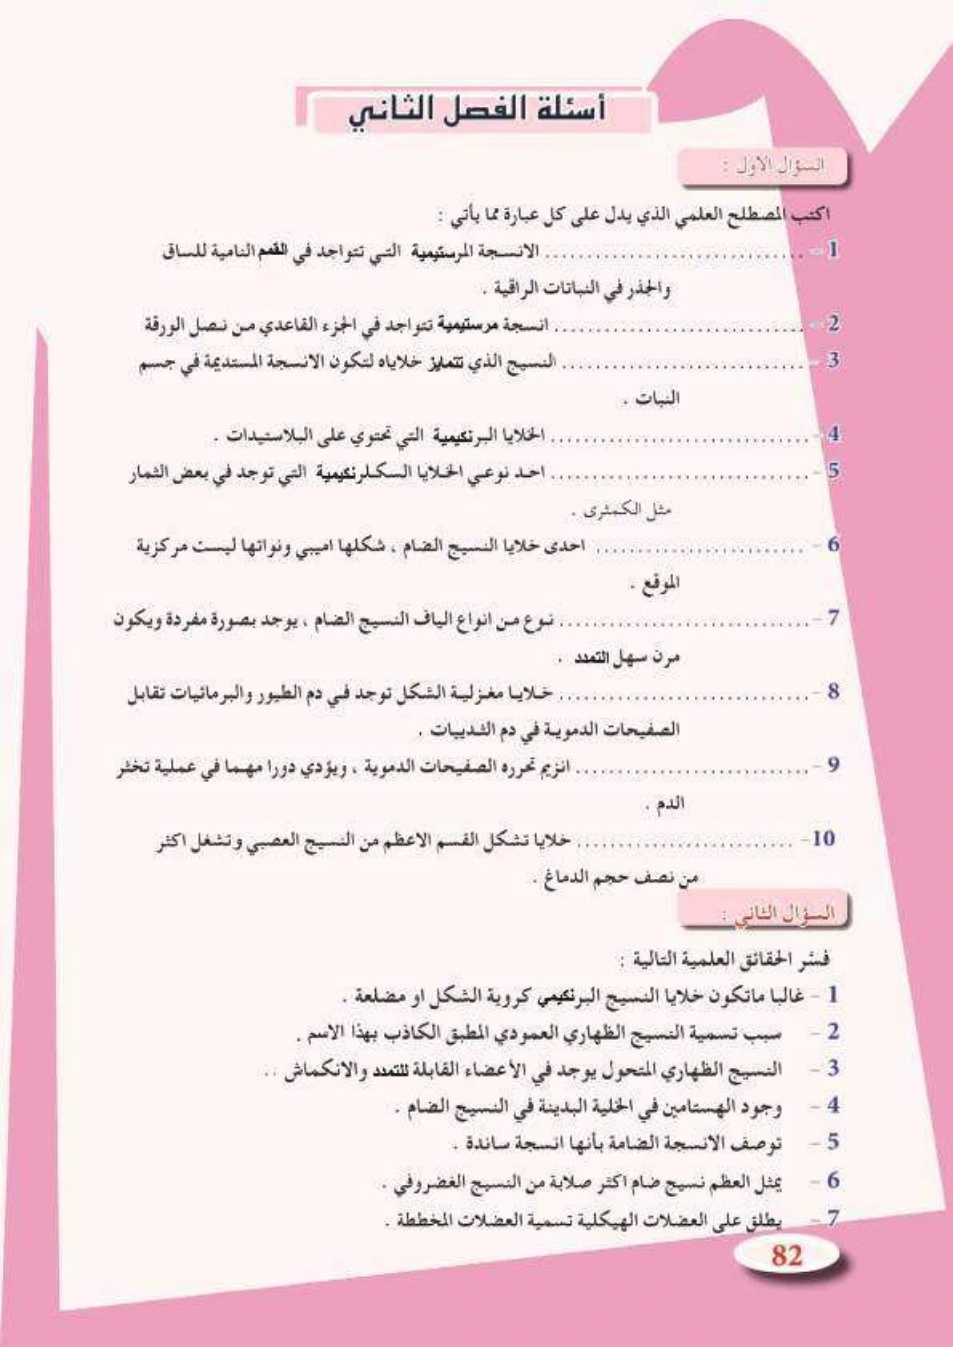 أسئلة الفصل الثاني
السؤال الاول :
اكتب المصطلح العلمي الذي يدل على كل عبارة مما يأتي :
1 - ............................... الانسجة المرستيمية التي تتواجد في القمم النامية للساق
والجذر في النباتات الراقية .
2 - .............................. انسجة مرستيمية تتواجد في الجزء القاعدي من نصل الورقة
3 - .............................. النسيج الذي تتمايز خلاياه لتكون الانسجة المستديمة في جسم
النبات .
4 - ............................... الخلايا البرنكيمية التي تحتوي على البلاستيدات .
5 - ............................... احد نوعي الخلايا السكلرنكيمية التي توجد في بعض الثمار
مثل الكمثرى .
6 - ......................... احدى خلايا النسيج الضام ، شكلها اميبي ونواتها ليست مركزية
الموقع .
7 - .............................. نوع من انواع الياف النسيج الضام ، يوجد بصورة مفردة ويكون
مرن سهل التمدد .
8 - .............................. خلايا مغزلية الشكل توجد في دم الطيور والبرمائيات تقابل
الصفيحات الدموية في دم الثدييات .
9 - ............................ انزيم تحرره الصفيحات الدموية ، ويؤدي دورا مهما في عملية تخثر
الدم .
10 - .......................... خلايا تشكل القسم الاعظم من النسيج العصبي وتشغل اكثر
من نصف حجم الدماغ .
السؤال الثاني :
فسّر الحقائق العلمية التالية :
1 - غالبا ماتكون خلايا النسيج البرنكيمي كروية الشكل او مضلعة .
2 - سبب تسمية النسيج الظهاري العمودي المطبق الكاذب بهذا الاسم .
3 - النسيج الظهاري المتحول يوجد في الأعضاء القابلة للتمدد والانكماش ..
4 - وجود الهستامين في الخلية البدينة في النسيج الضام .
5 - توصف الانسجة الضامة بأنها انسجة ساندة .
6 - يمثل العظم نسيج ضام اكثر صلابة من النسيج الغضروفي .
7 - يطلق على العضلات الهيكلية تسمية العضلات المخططة .
82